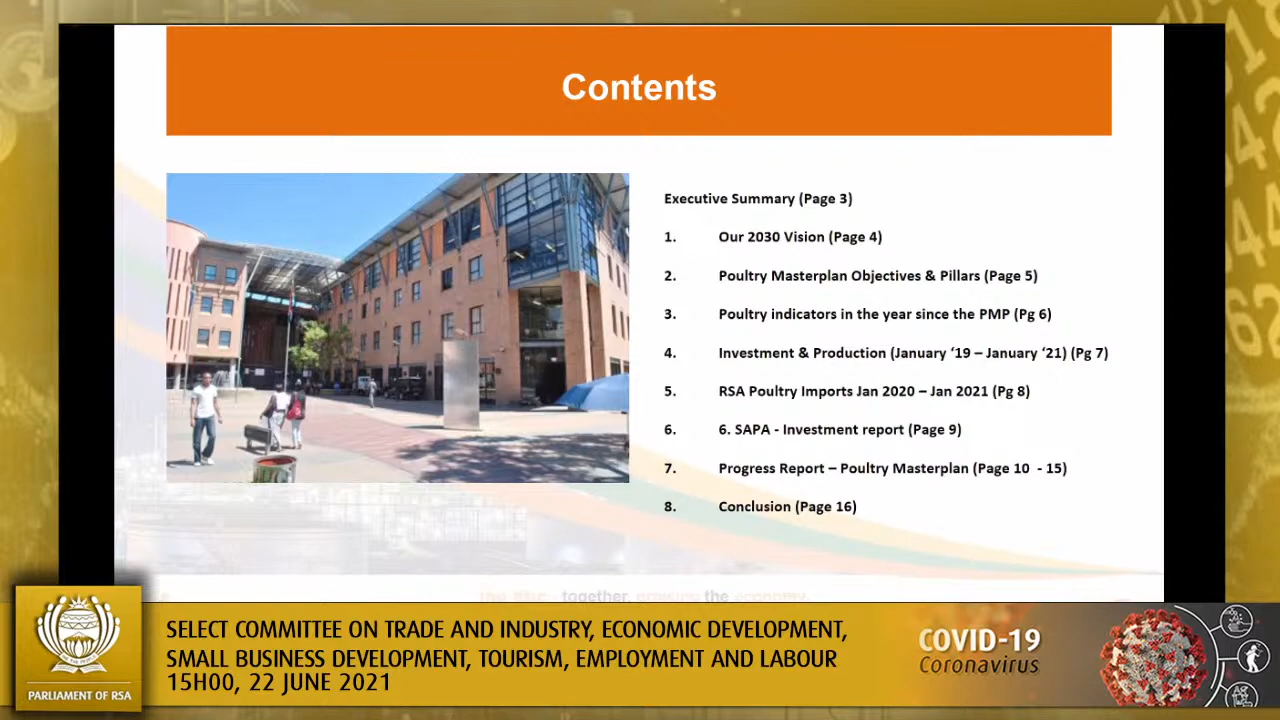 Contents
Executive Summary (Page 3)
1. Our 2030 Vision (Page 4)
2. Poultry Masterplan Objectives & Pillars (Page 5)
3. Poultry indicators in the year since the PMP (Pg 6)
4. Investment & Production (January ‘19 – January ‘21) (Pg 7)
5. RSA Poultry Imports Jan 2020 – Jan 2021 (Pg 8)
6. 6. SAPA - Investment report (Page 9)
7. Progress Report – Poultry Masterplan (Page 10 - 15)
8. Conclusion (Page 16)
together, growing the economy
SELECT COMMITTEE ON TRADE AND INDUSTRY, ECONOMIC DEVELOPMENT,
SMALL BUSINESS DEVELOPMENT, TOURISM, EMPLOYMENT AND LABOUR
15H00, 22 JUNE 2021
PARLIAMENT OF RSA
COVID-19
Coronavirus